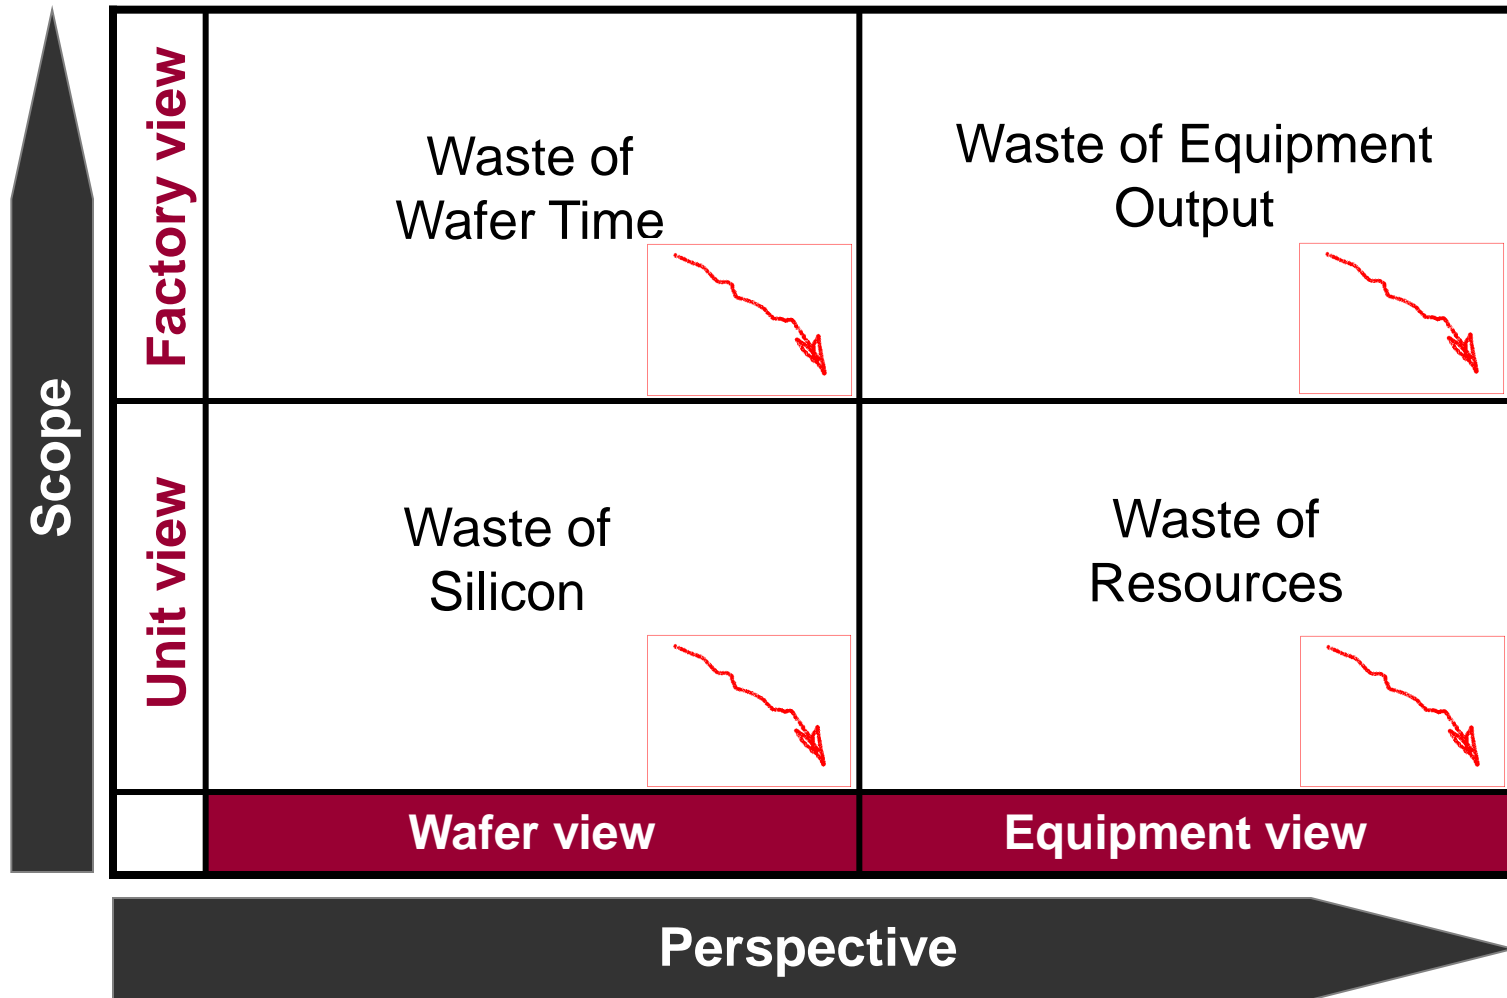 Scope
Factory view
Waste of
Wafer Time
Waste of Equipment
Output
Unit view
Waste of
Silicon
Waste of
Resources
Wafer view
Equipment view
Perspective